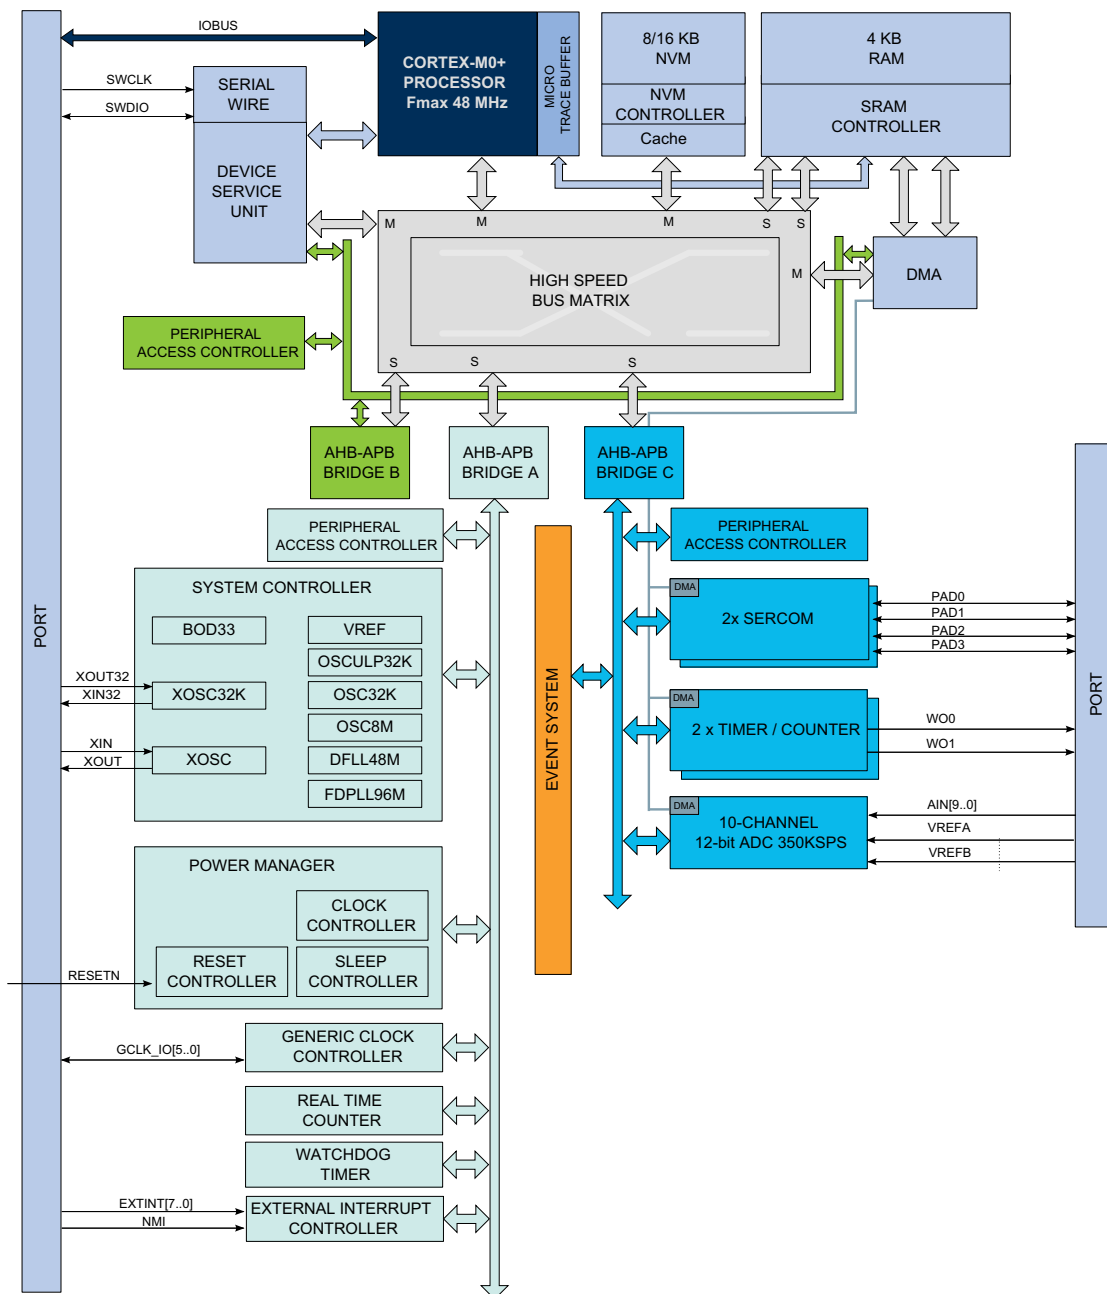 IOBUS
CORTEX-M0+
PROCESSOR
Fmax 48 MHz
MICRO
TRACE BUFFER
8/16 KB
NVM
NVM
CONTROLLER
Cache
4 KB
RAM
SRAM
CONTROLLER
SWCLK
SWDIO
SERIAL
WIRE
DEVICE
SERVICE
UNIT
M
M
M
S
S
M
HIGH SPEED
BUS MATRIX
DMA
PERIPHERAL
ACCESS CONTROLLER
S
S
S
AHB-APB
BRIDGE B
AHB-APB
BRIDGE A
AHB-APB
BRIDGE C
PERIPHERAL
ACCESS CONTROLLER
PERIPHERAL
ACCESS CONTROLLER
PORT
SYSTEM CONTROLLER
BOD33
VREF
OSCULP32K
XOUT32
XIN32
XOSC32K
OSC32K
OSC8M
XIN
XOUT
XOSC
DFLL48M
FDPLL96M
EVENT SYSTEM
DMA
2x SERCOM
PAD0
PAD1
PAD2
PAD3
PORT
DMA
2 x TIMER / COUNTER
WO0
WO1
DMA
10-CHANNEL
12-bit ADC 350KSPS
AIN[9..0]
VREFA
VREFB
POWER MANAGER
CLOCK
CONTROLLER
RESETN
RESET
CONTROLLER
SLEEP
CONTROLLER
GCLK_IO[5..0]
GENERIC CLOCK
CONTROLLER
REAL TIME
COUNTER
WATCHDOG
TIMER
EXTINT[7..0]
NMI
EXTERNAL INTERRUPT
CONTROLLER